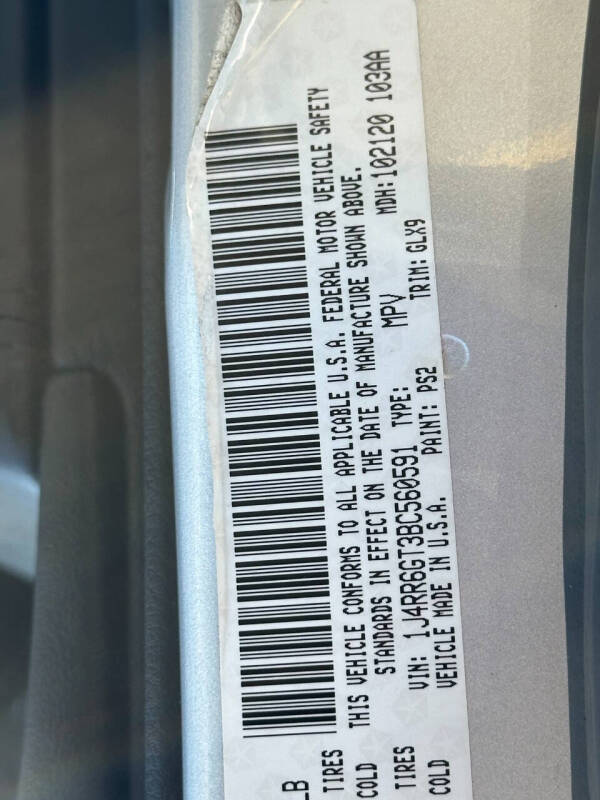 LB
TIRES
COLD
THIS VEHICLE CONFORMS TO ALL APPLICABLE U.S.A. FEDERAL MOTOR VEHICLE SAFETY
STANDARDS IN EFFECT ON THE DATE OF MANUFACTURE SHOWN ABOVE.
TIRES
COLD
VIN: 1J4RR6GT3BC560591 TYPE: MPV MDH:102120 103AA
VEHICLE MADE IN U.S.A. PAINT: PS2 TRIM: GLX9